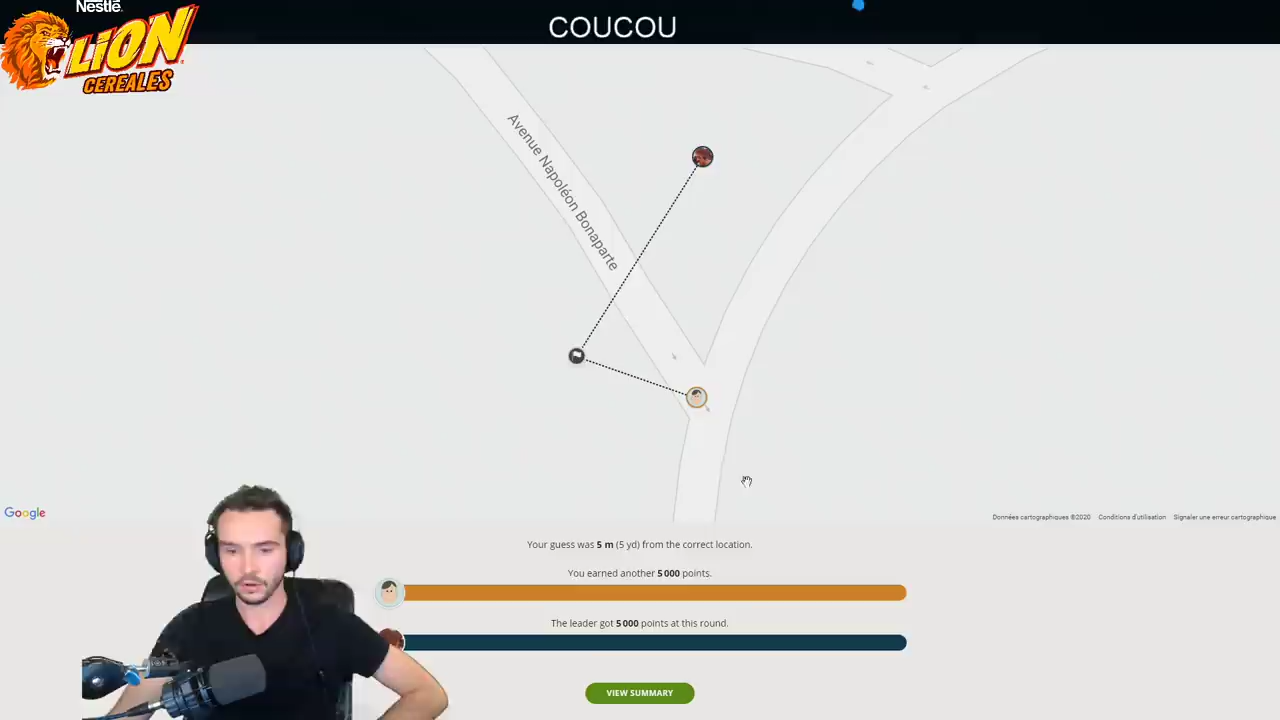 Nestlé
LION
CEREALES
COUCOU
Avenue Napoléon Bonaparte
Google
Données cartographiques ©2020 Conditions d'utilisation Signaler une erreur cartographique
Your guess was 5 m (5 yd) from the correct location.
You earned another 5 000 points.
The leader got 5 000 points at this round.
VIEW SUMMARY